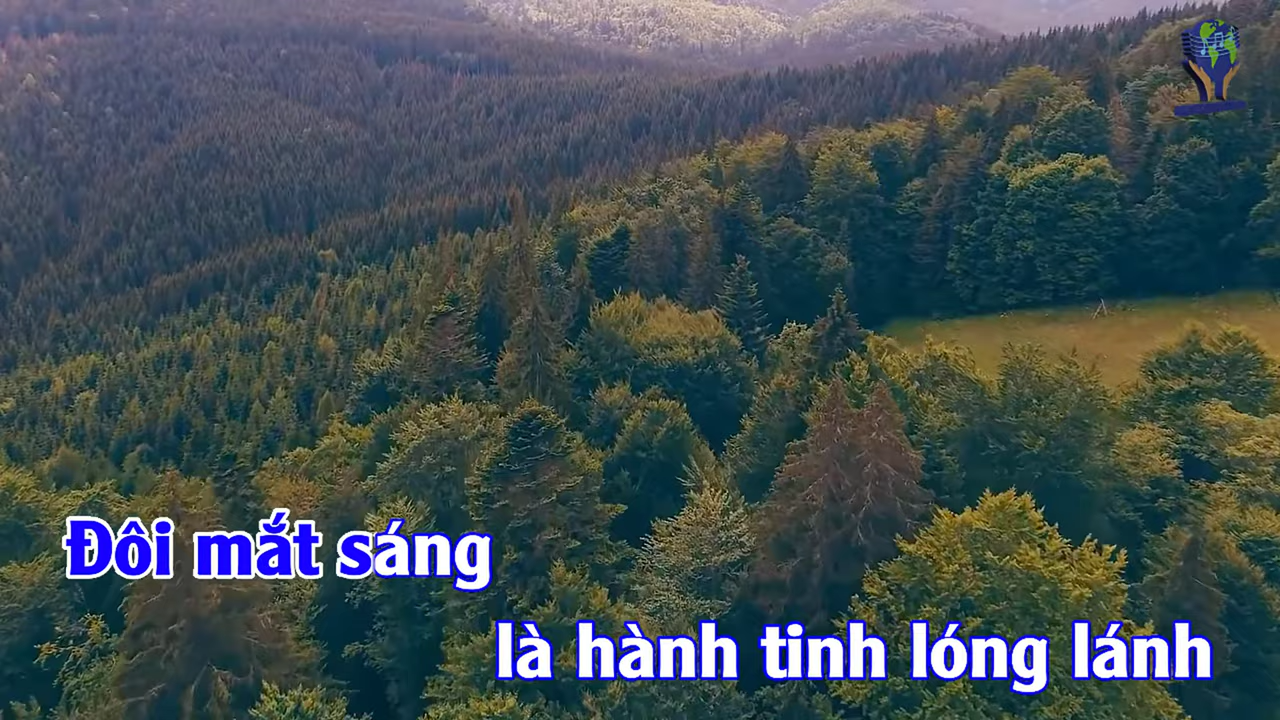 Đôi mắt sáng
là hành tinh lóng lánh